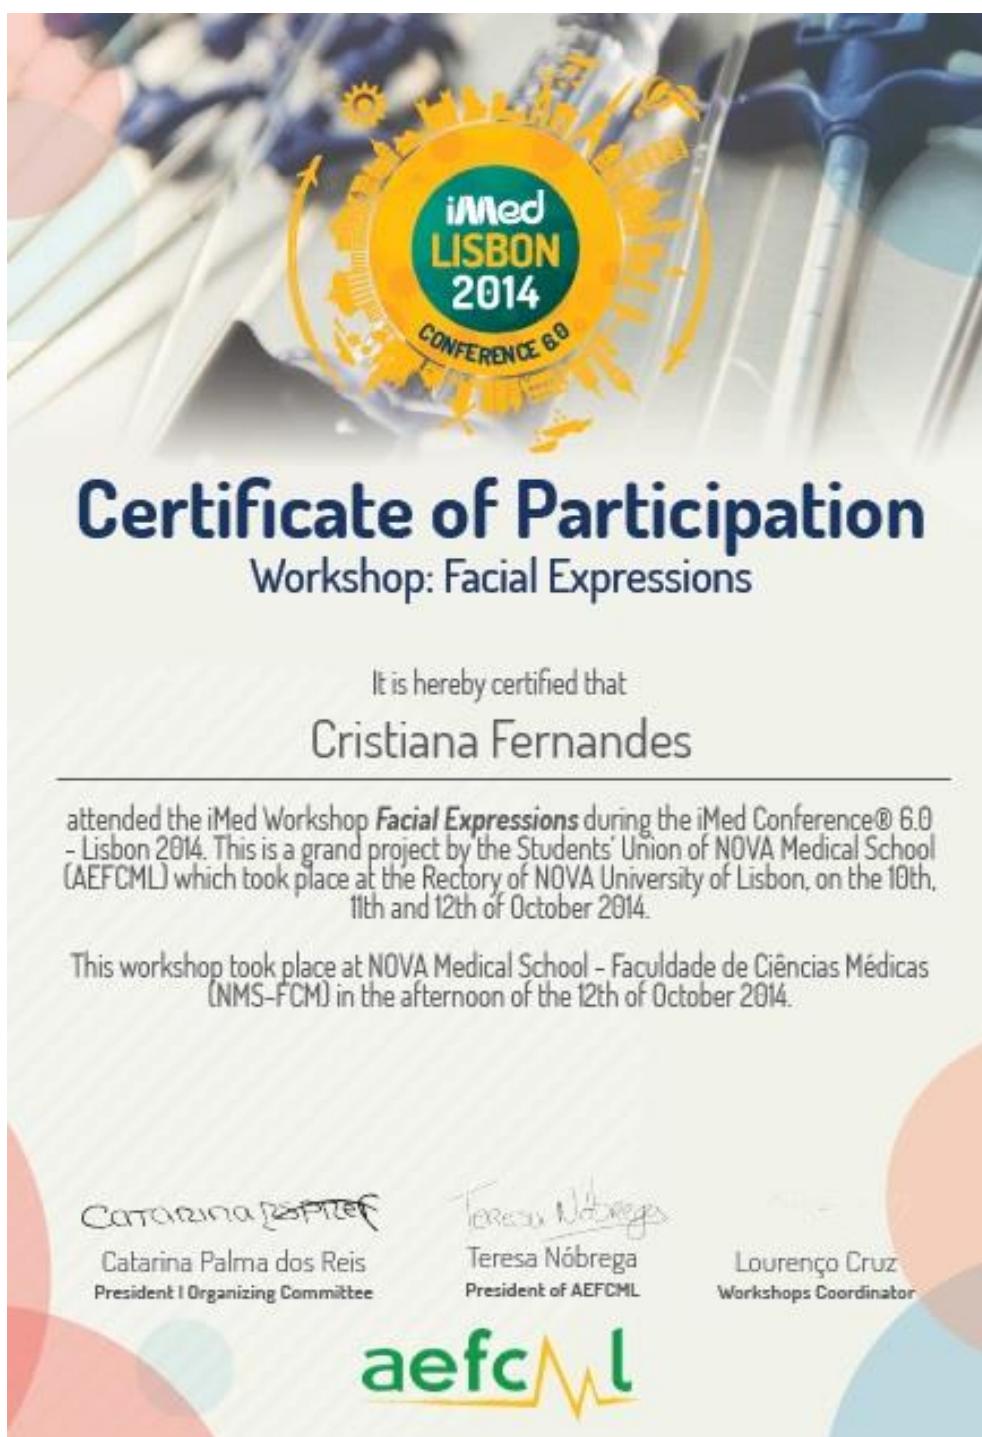 iMed
LISBON
2014
CONFERENCE 6.0
Certificate of Participation
Workshop: Facial Expressions
It is hereby certified that
Cristiana Fernandes
attended the iMed Workshop Facial Expressions during the iMed Conference® 6.0
- Lisbon 2014. This is a grand project by the Students' Union of NOVA Medical School
(AEFCML) which took place at the Rectory of NOVA University of Lisbon, on the 10th,
11th and 12th of October 2014.
This workshop took place at NOVA Medical School - Faculdade de Ciências Médicas
(NMS-FCM) in the afternoon of the 12th of October 2014.
Catarina
Teresa Nóbrega
Catarina Palma dos Reis
President | Organizing Committee
Teresa Nóbrega
President of AEFCML
Lourenço Cruz
Workshops Coordinator
aefcml